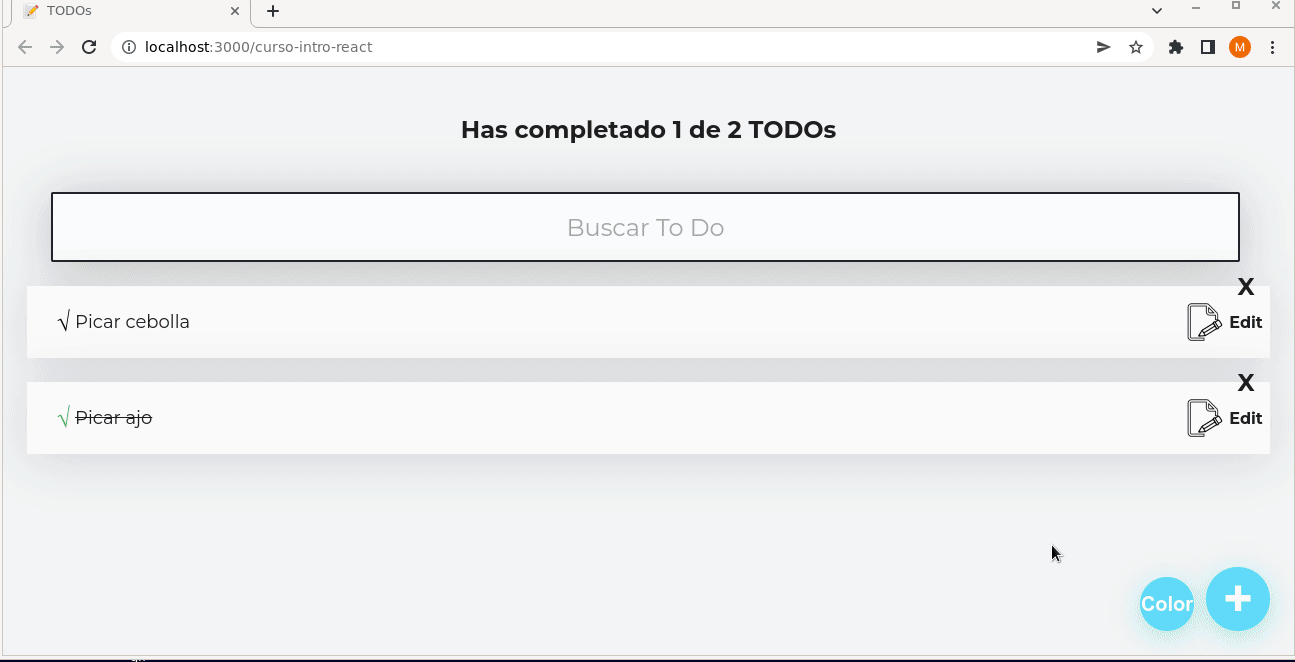 TODOs
localhost:3000/curso-intro-react
M
Has completado 1 de 2 TODOs
Buscar To Do
X
√ Picar cebolla
Edit
X
√ Picar ajo
Edit
Color
+